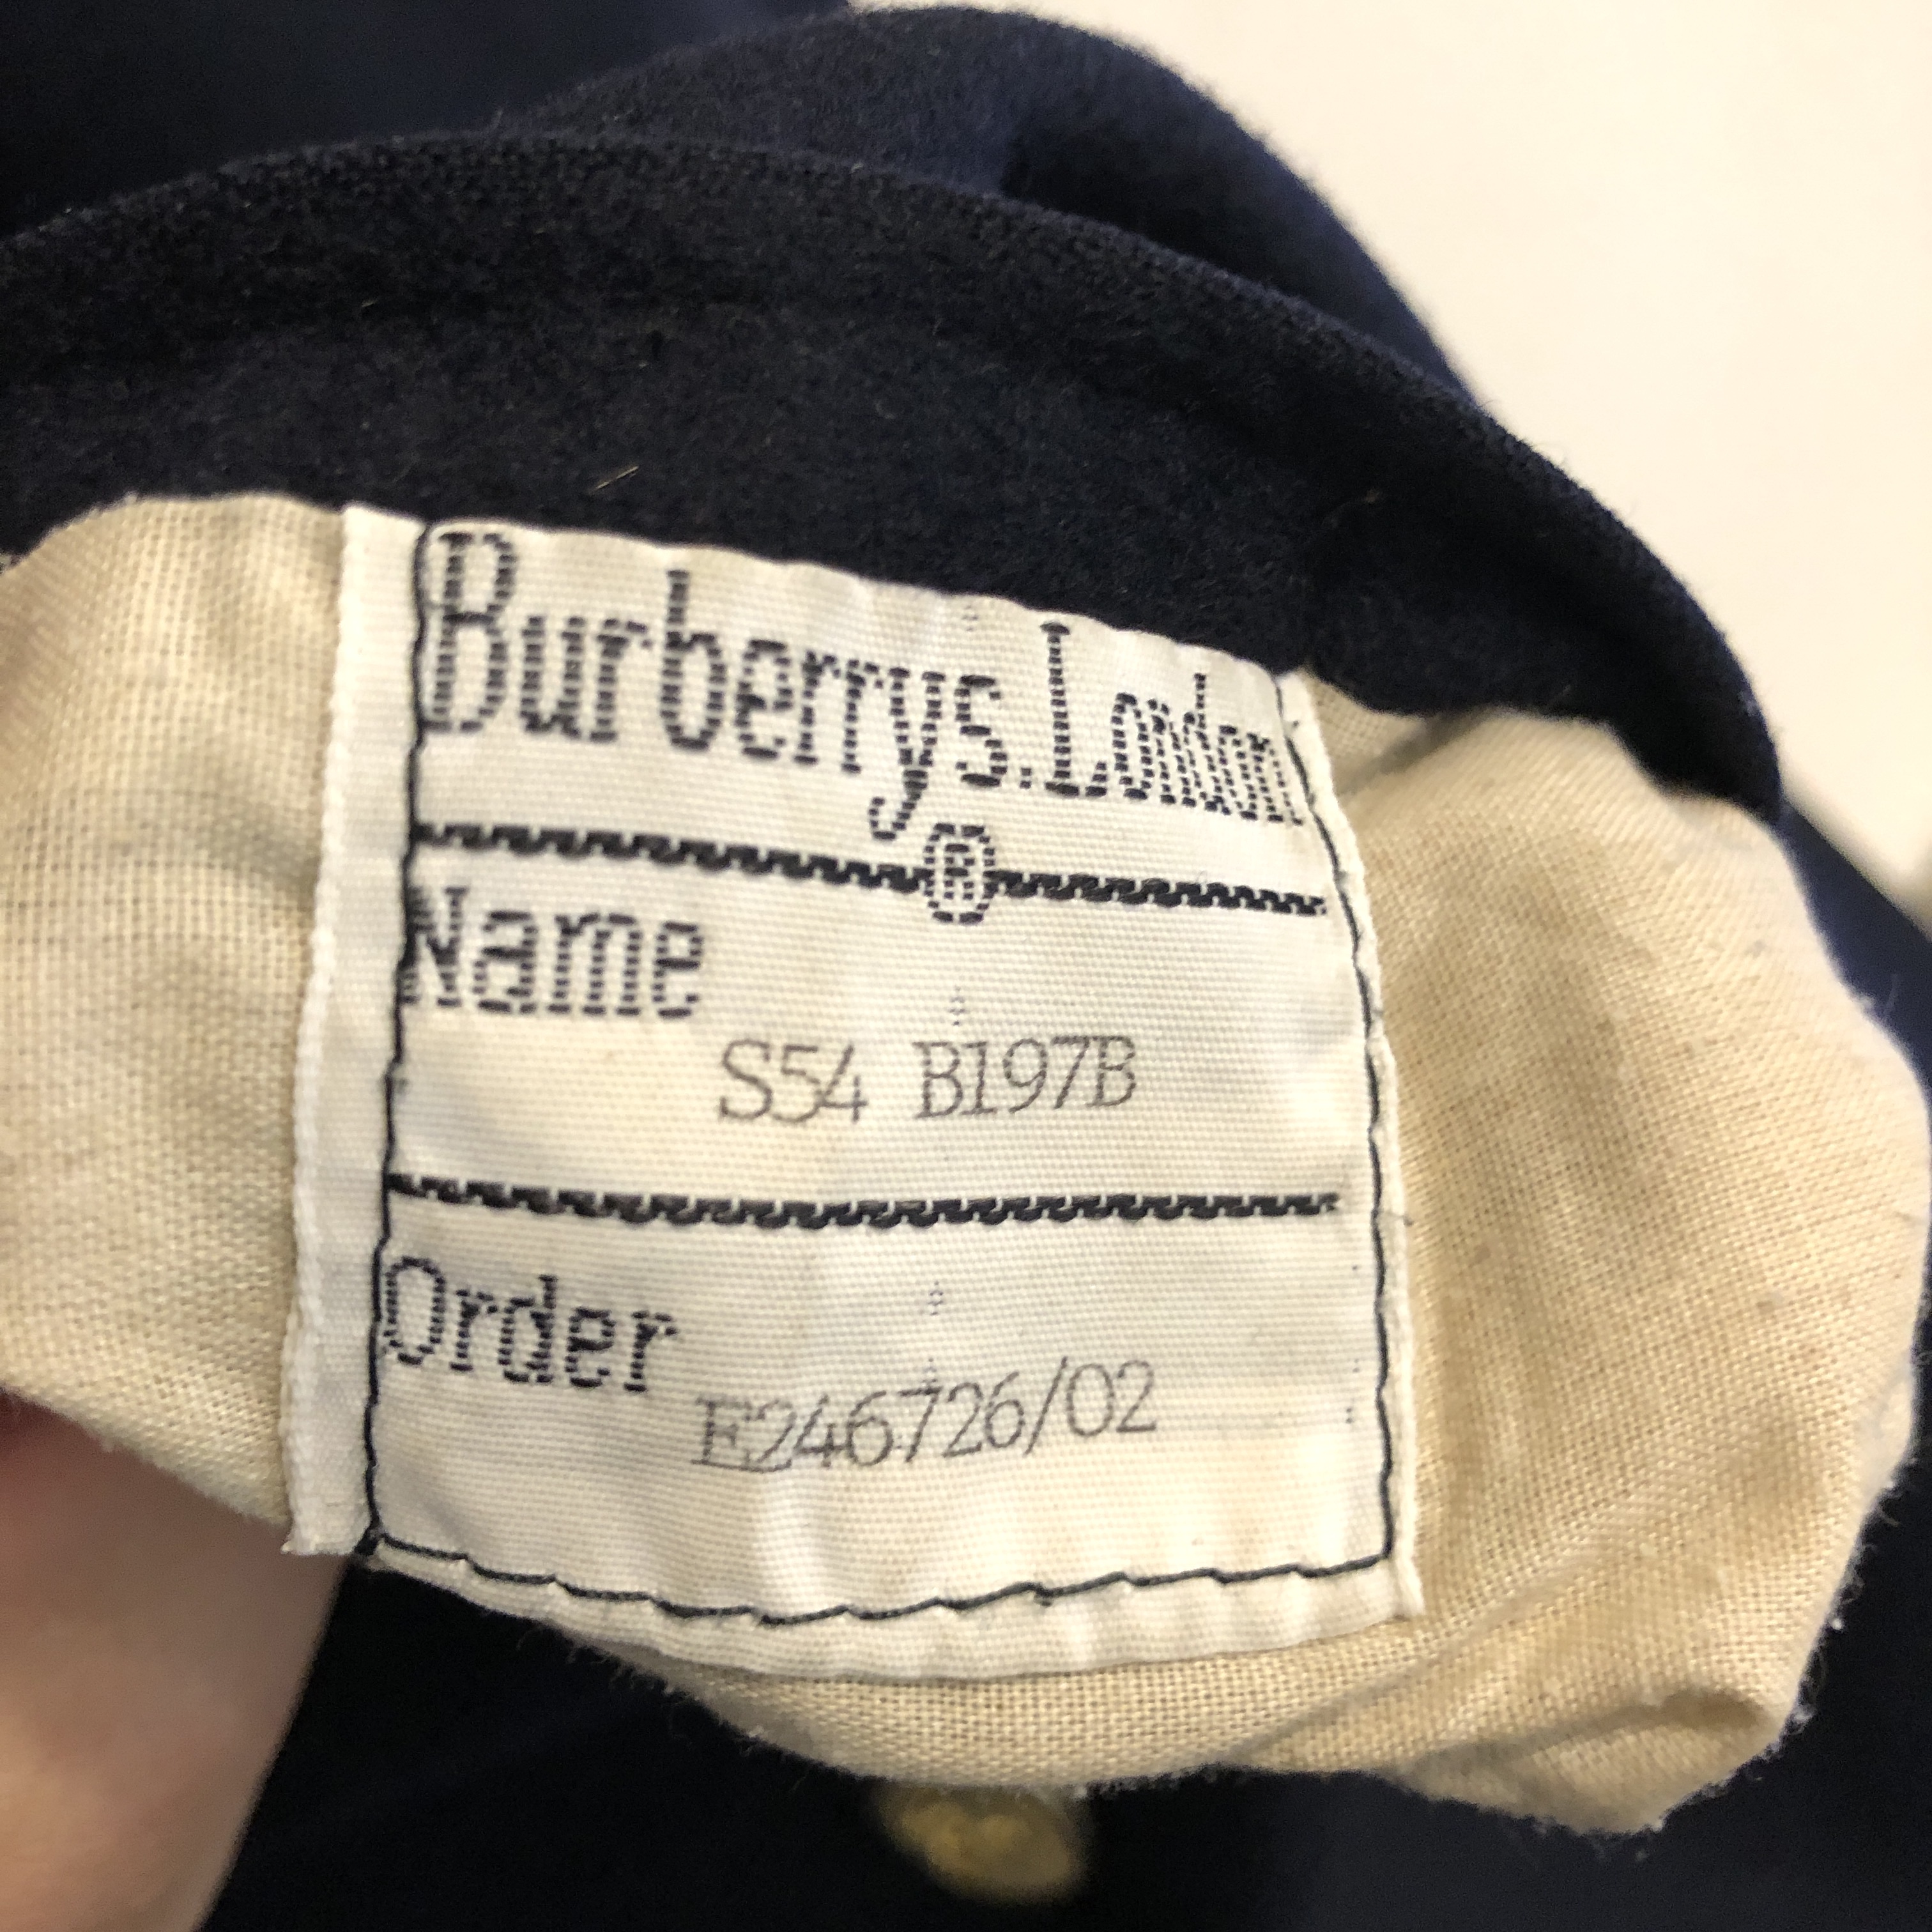 Burberrys.London
®
Name
S54 B197B
Order
E246726/02